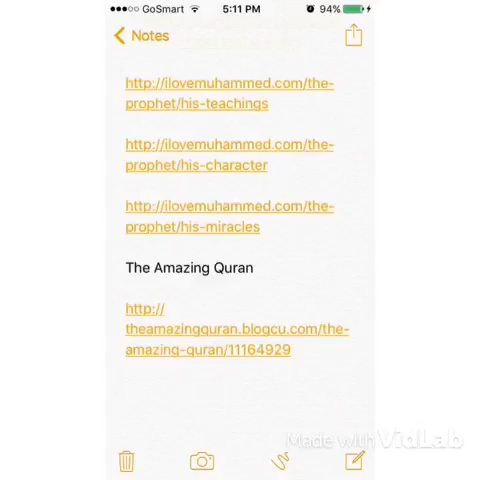 GoSmart 5:11 PM 94%
Notes
http://ilovemuhammed.com/the-
prophet/his-teachings
http://ilovemuhammed.com/the-
prophet/his-character
http://ilovemuhammed.com/the-
prophet/his-miracles
The Amazing Quran
http://
theamazingquran.blogcu.com/the-
amazing-quran/11164929
Made with VidLab